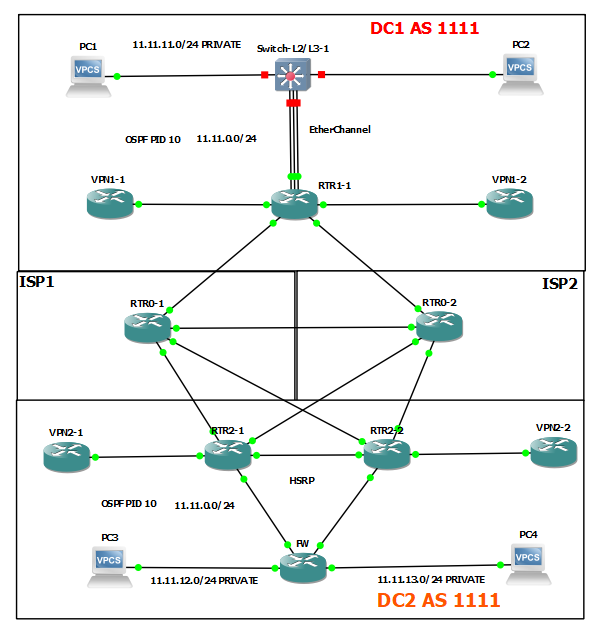 DC1 AS 1111
11.11.11.0/24 PRIVATE
PC1
Switch-L2/L3-1
PC2
VPCS
VPCS
EtherChannel
OSPF PID 10 11.11.0.0/24
VPN1-1
RTR1-1
VPN1-2
ISP1
ISP2
RTR0-1
RTR0-2
VPN2-1
RTR2-1
RTR2-2
VPN2-2
HSRP
OSPF PID 10 11.11.0.0/24
PC3
FW
PC4
VPCS
VPCS
11.11.12.0/24 PRIVATE
11.11.13.0/24 PRIVATE
DC2 AS 1111